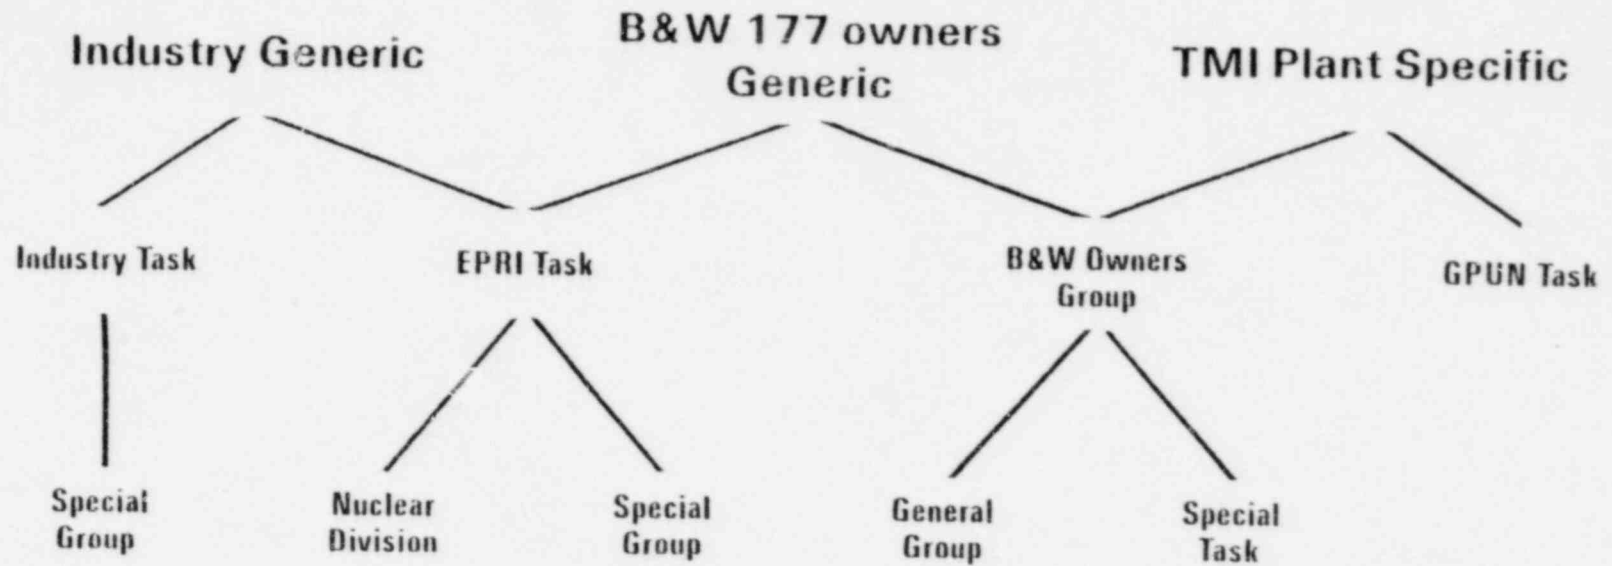 Industry Generic
B&W 177 owners
Generic
TMI Plant Specific
Industry Task
EPRI Task
B&W Owners
Group
GPUN Task
Special
Group
Nuclear
Division
Special
Group
General
Group
Special
Task